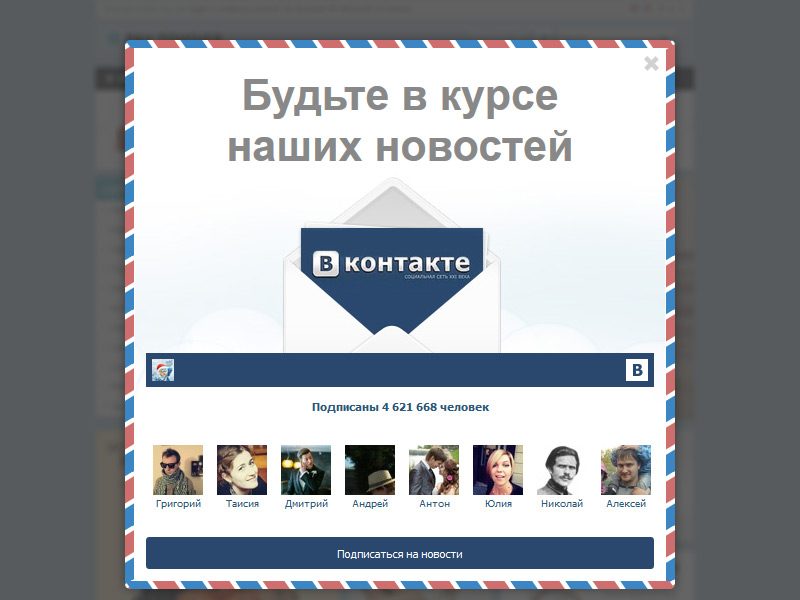 Будьте в курсе
наших новостей
В контакте
СОЦИАЛЬНАЯ СЕТЬ XXI ВЕКА
В
Подписаны 4 621 668 человек
Григорий Таисия Дмитрий Андрей Антон Юлия Николай Алексей
Подписаться на новости